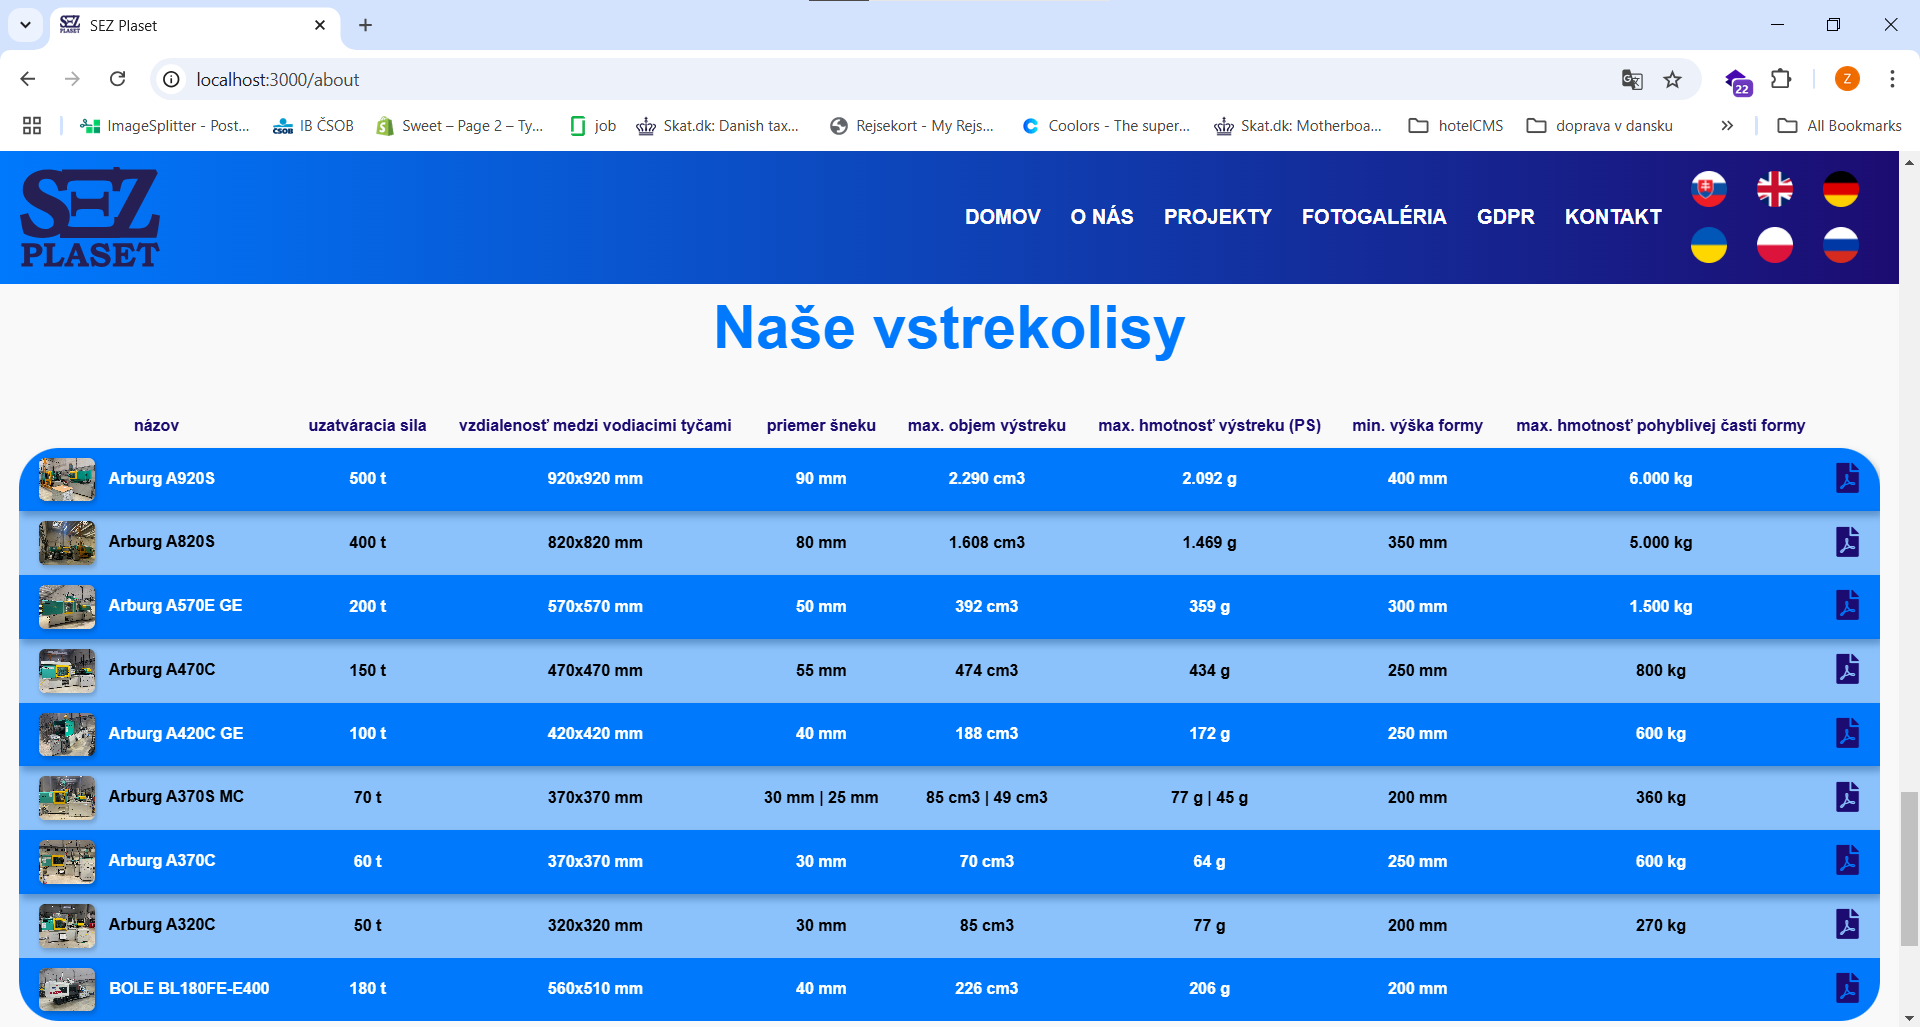 SEZ Plaset
localhost:3000/about
Z
22
ImageSplitter - Post...
ČSOB
IB ČSOB
Sweet – Page 2 – Ty...
job
Skat.dk: Danish tax...
Rejsekort - My Rejs...
Coolors - The super...
Skat.dk: Motherboa...
hotelCMS
doprava v dansku
All Bookmarks
SEZ
PLASET
DOMOV O NÁS PROJEKTY FOTOGALÉRIA GDPR KONTAKT
Naše vstrekolisy
názov uzatváracia sila vzdialenosť medzi vodiacimi tyčami priemer šneku max. objem výstreku max. hmotnosť výstreku (PS) min. výška formy max. hmotnosť pohyblivej časti formy
Arburg A920S 500 t 920x920 mm 90 mm 2.290 cm3 2.092 g 400 mm 6.000 kg
Arburg A820S 400 t 820x820 mm 80 mm 1.608 cm3 1.469 g 350 mm 5.000 kg
Arburg A570E GE 200 t 570x570 mm 50 mm 392 cm3 359 g 300 mm 1.500 kg
Arburg A470C 150 t 470x470 mm 55 mm 474 cm3 434 g 250 mm 800 kg
Arburg A420C GE 100 t 420x420 mm 40 mm 188 cm3 172 g 250 mm 600 kg
Arburg A370S MC 70 t 370x370 mm 30 mm | 25 mm 85 cm3 | 49 cm3 77 g | 45 g 200 mm 360 kg
Arburg A370C 60 t 370x370 mm 30 mm 70 cm3 64 g 250 mm 600 kg
Arburg A320C 50 t 320x320 mm 30 mm 85 cm3 77 g 200 mm 270 kg
BOLE BL180FE-E400 180 t 560x510 mm 40 mm 226 cm3 206 g 200 mm